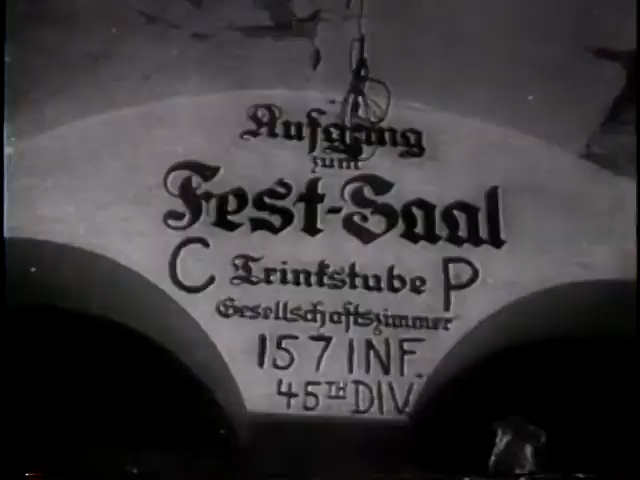 Aufgang
zum
Fest-Saal
C Trinkstube P
Gesellschaftszimmer
157 INF.
45TH DIV